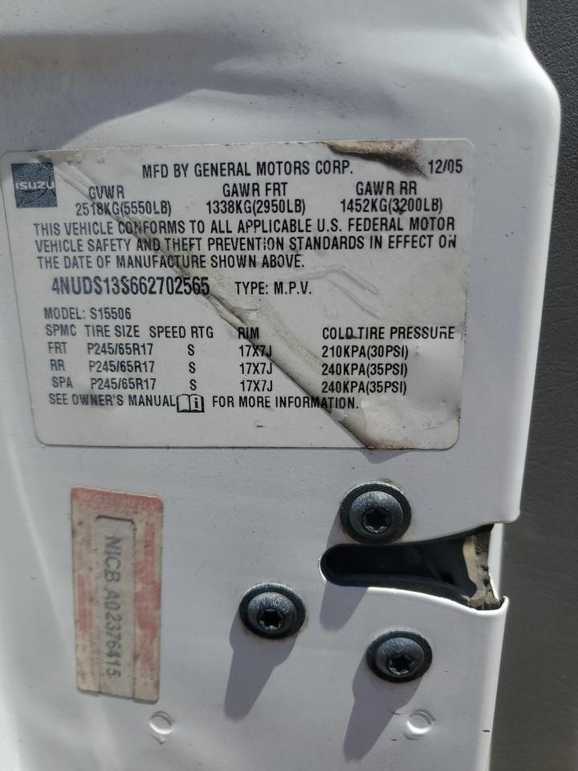 ISUZU
MFD BY GENERAL MOTORS CORP. 12/05
GVWR GAWR FRT GAWR RR
2518KG(5550LB) 1338KG(2950LB) 1452KG(3200LB)
THIS VEHICLE CONFORMS TO ALL APPLICABLE U.S. FEDERAL MOTOR
VEHICLE SAFETY AND THEFT PREVENTION STANDARDS IN EFFECT ON
THE DATE OF MANUFACTURE SHOWN ABOVE.
4NUDS13S662702565 TYPE: M.P.V.
MODEL: S15506
SPMC TIRE SIZE SPEED RTG RIM COLD TIRE PRESSURE
FRT P245/65R17 S 17X7J 210KPA(30PSI)
RR P245/65R17 S 17X7J 240KPA(35PSI)
SPA P245/65R17 S 17X7J 240KPA(35PSI)
SEE OWNER'S MANUAL FOR MORE INFORMATION.
NICB A02376415